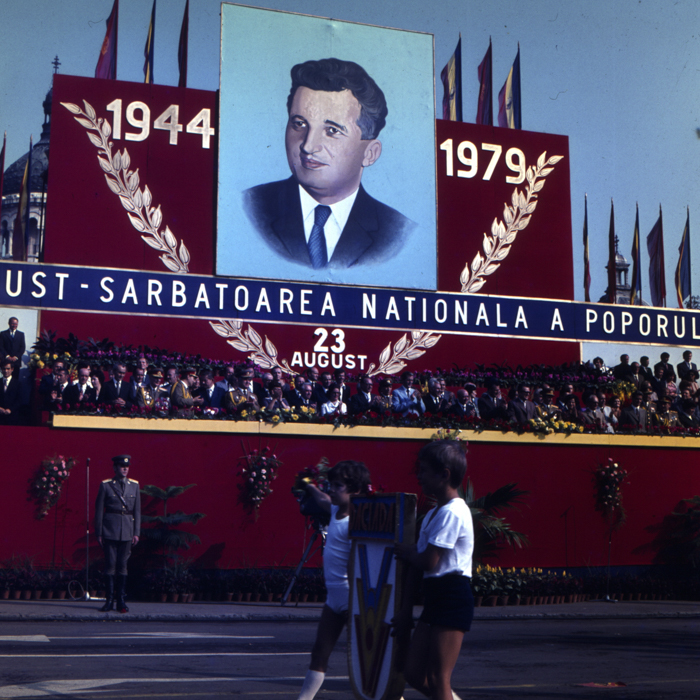 1944
1979
UST - SARBATOAREA NATIONALA A POPORUL
23
AUGUST